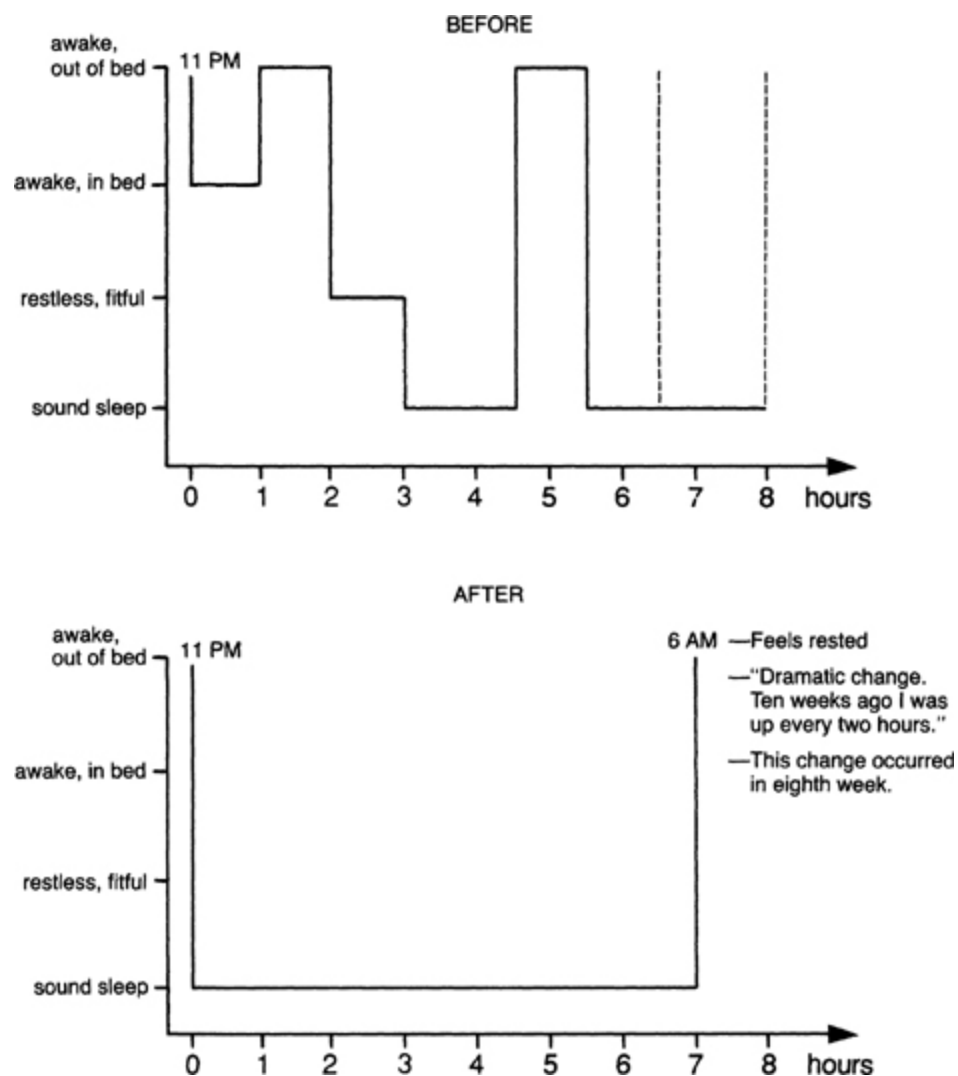 BEFORE
awake,
out of bed
11 PM
awake, in bed
restless, fitful
sound sleep
0 1 2 3 4 5 6 7 8 hours
AFTER
awake,
out of bed
11 PM
6 AM —Feels rested
—"Dramatic change.
Ten weeks ago I was
up every two hours."
—This change occurred
in eighth week.
awake, in bed
restless, fitful
sound sleep
0 1 2 3 4 5 6 7 8 hours